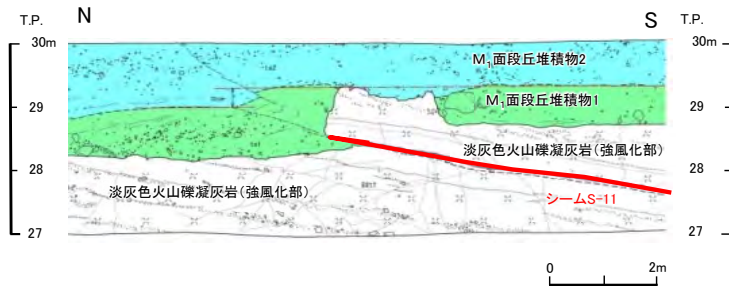 T.P.
N
S
T.P.
30m
30m
M₁面段丘堆積物2
29
M₁面段丘堆積物1
29
淡灰色火山礫凝灰岩(強風化部)
28
28
淡灰色火山礫凝灰岩(強風化部)
シームS-11
27
27
0
2m